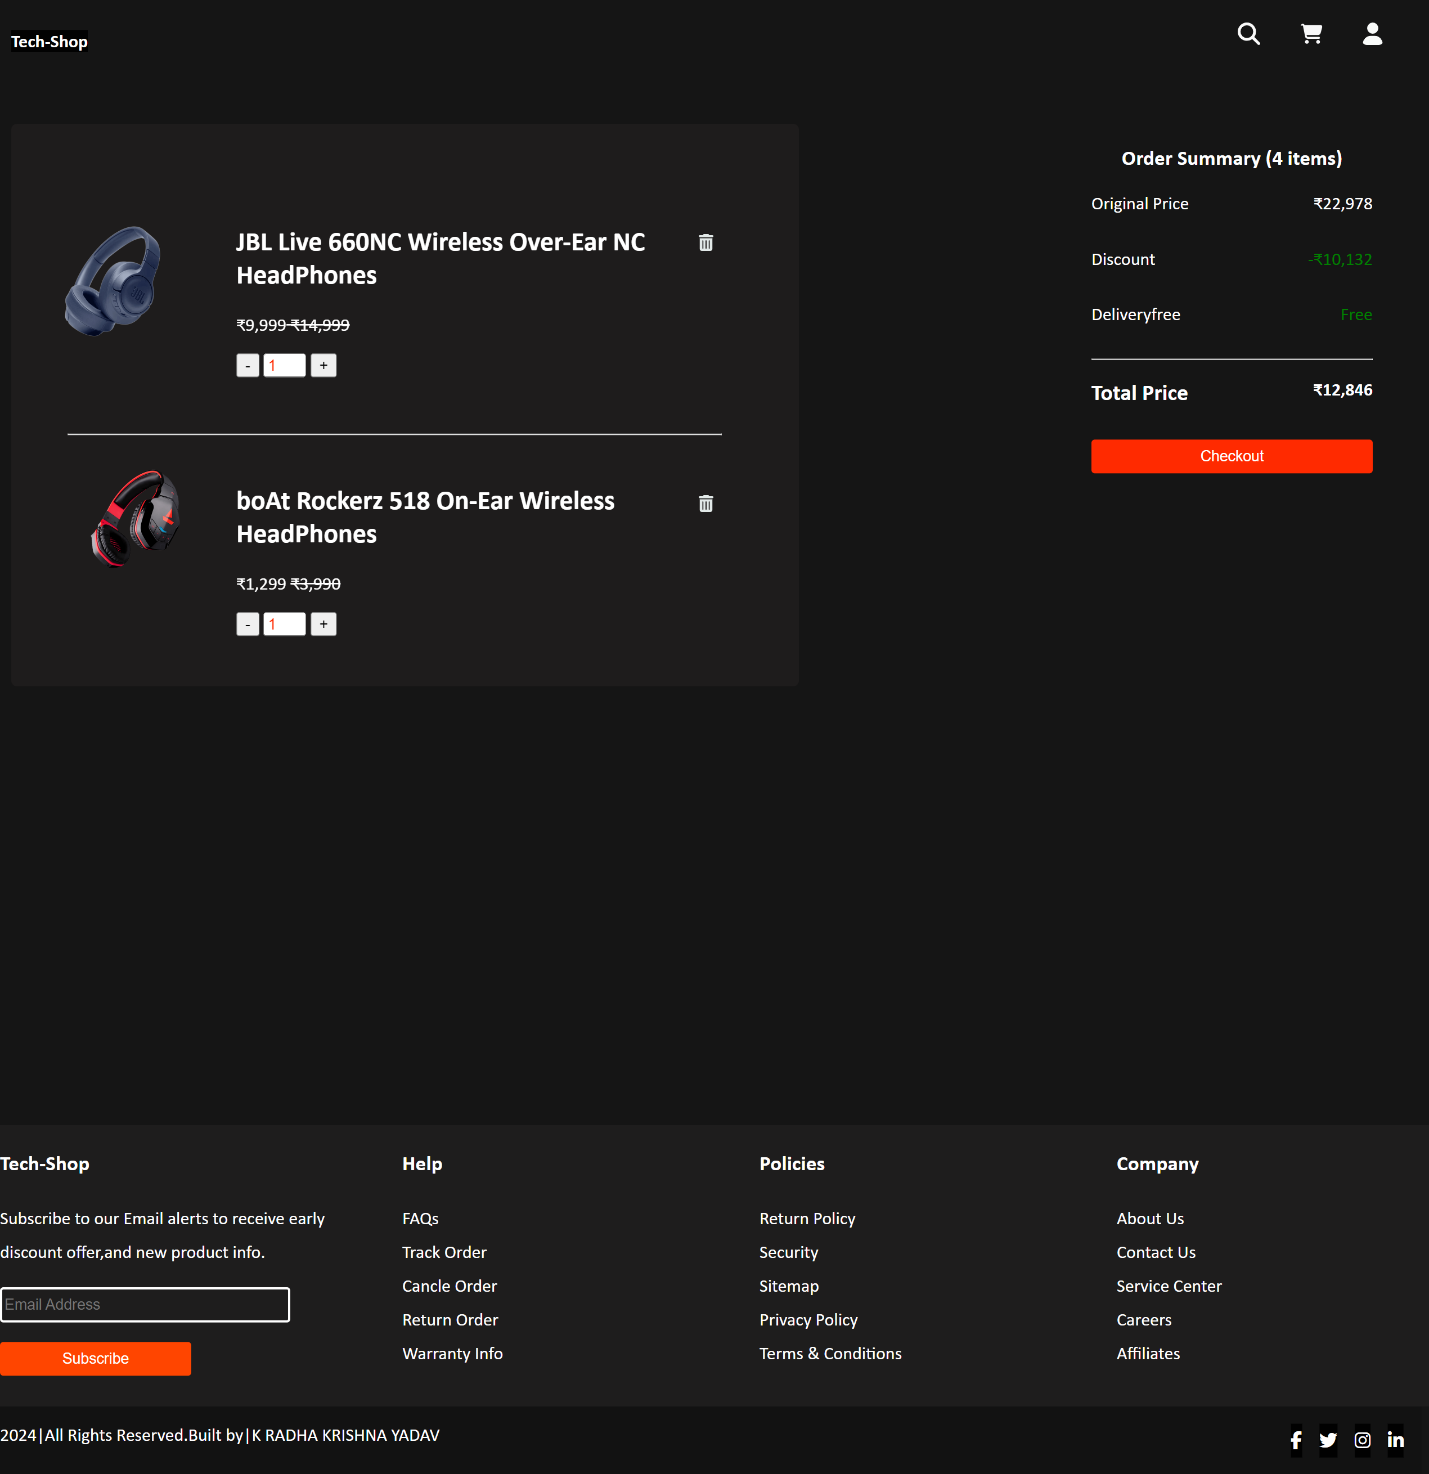 Tech-Shop
JBL Live 660NC Wireless Over-Ear NC
HeadPhones
₹9,999 ₹14,999
- 1 +
boAt Rockerz 518 On-Ear Wireless
HeadPhones
₹1,299 ₹3,990
- 1 +
Order Summary (4 items)
Original Price ₹22,978
Discount -₹10,132
Deliveryfree Free
Total Price ₹12,846
Checkout
Tech-Shop
Subscribe to our Email alerts to receive early
discount offer,and new product info.
Email Address
Subscribe
Help
FAQs
Track Order
Cancle Order
Return Order
Warranty Info
Policies
Return Policy
Security
Sitemap
Privacy Policy
Terms & Conditions
Company
About Us
Contact Us
Service Center
Careers
Affiliates
2024|All Rights Reserved.Built by|K RADHA KRISHNA YADAV